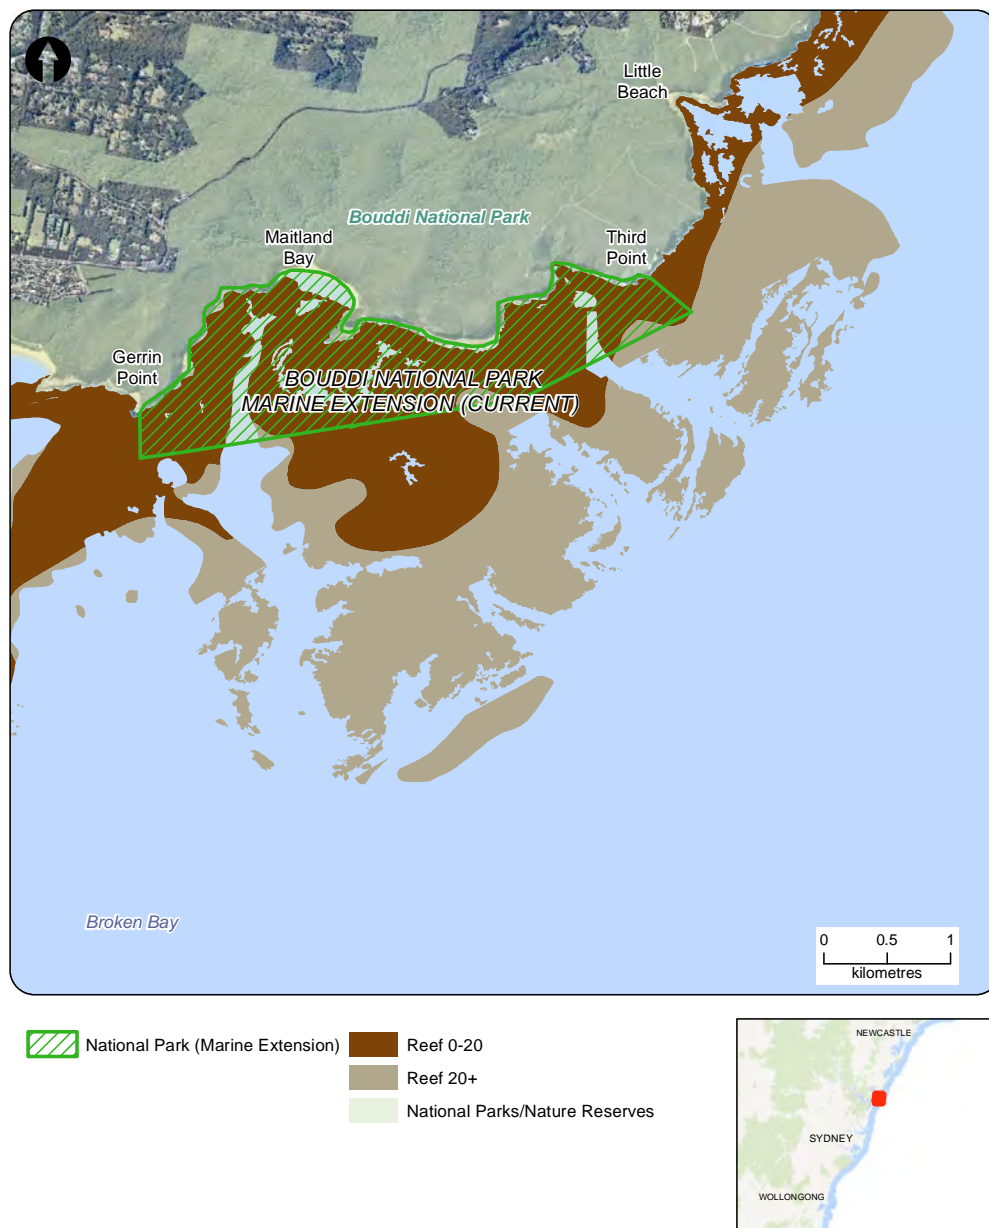 Little
Beach
Bouddi National Park
Maitland
Bay
Third
Point
Gerrin
Point
BOUDDI NATIONAL PARK
MARINE EXTENSION (CURRENT)
Broken Bay
0 0.5 1
kilometres
National Park (Marine Extension)
Reef 0-20
Reef 20+
National Parks/Nature Reserves
NEWCASTLE
SYDNEY
WOLLONGONG